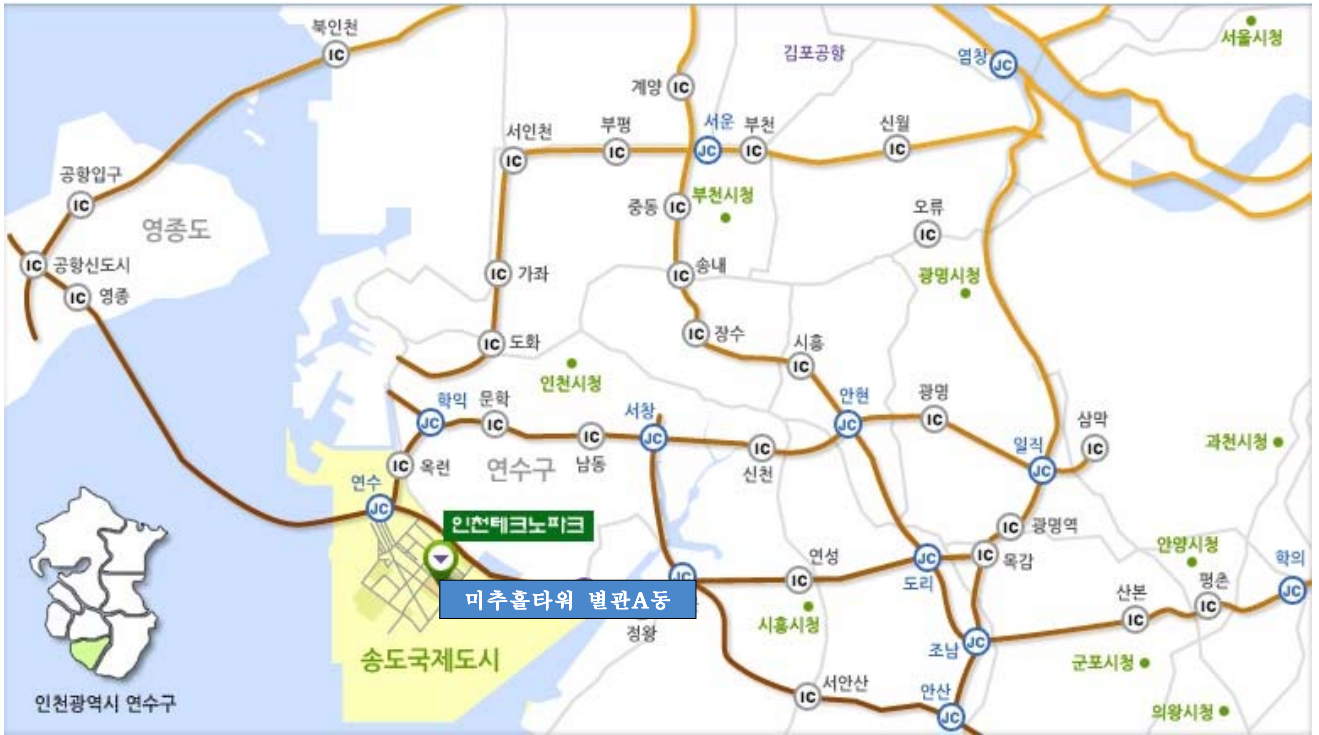 북인천
IC
서울시청
김포공항
염창
JC
계양
IC
서인천
IC
부평
IC
서운
JC
부천
IC
신월
IC
공항입구
IC
영종도
중동
IC
부천시청
오류
IC
공항신도시
IC
영종
IC
가좌
IC
송내
IC
광명시청
도화
IC
장수
IC
시흥
IC
인천시청
학익
JC
문학
IC
남동
IC
서창
JC
신천
IC
안현
JC
광명
IC
일직
JC
삼막
IC
과천시청
옥련
IC
연수구
연수
JC
인천테크노파크
미추홀타워 별관A동
JC
정왕
연성
IC
시흥시청
도리
JC
목감
IC
광명역
IC
안양시청
학의
JC
평촌
IC
산본
IC
조남
JC
군포시청
의왕시청
송도국제도시
서안산
IC
안산
JC
인천광역시 연수구